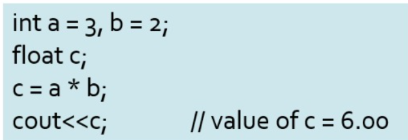 int a = 3, b = 2;
float c;
c = a * b;
cout<<c; // value of c = 6.00